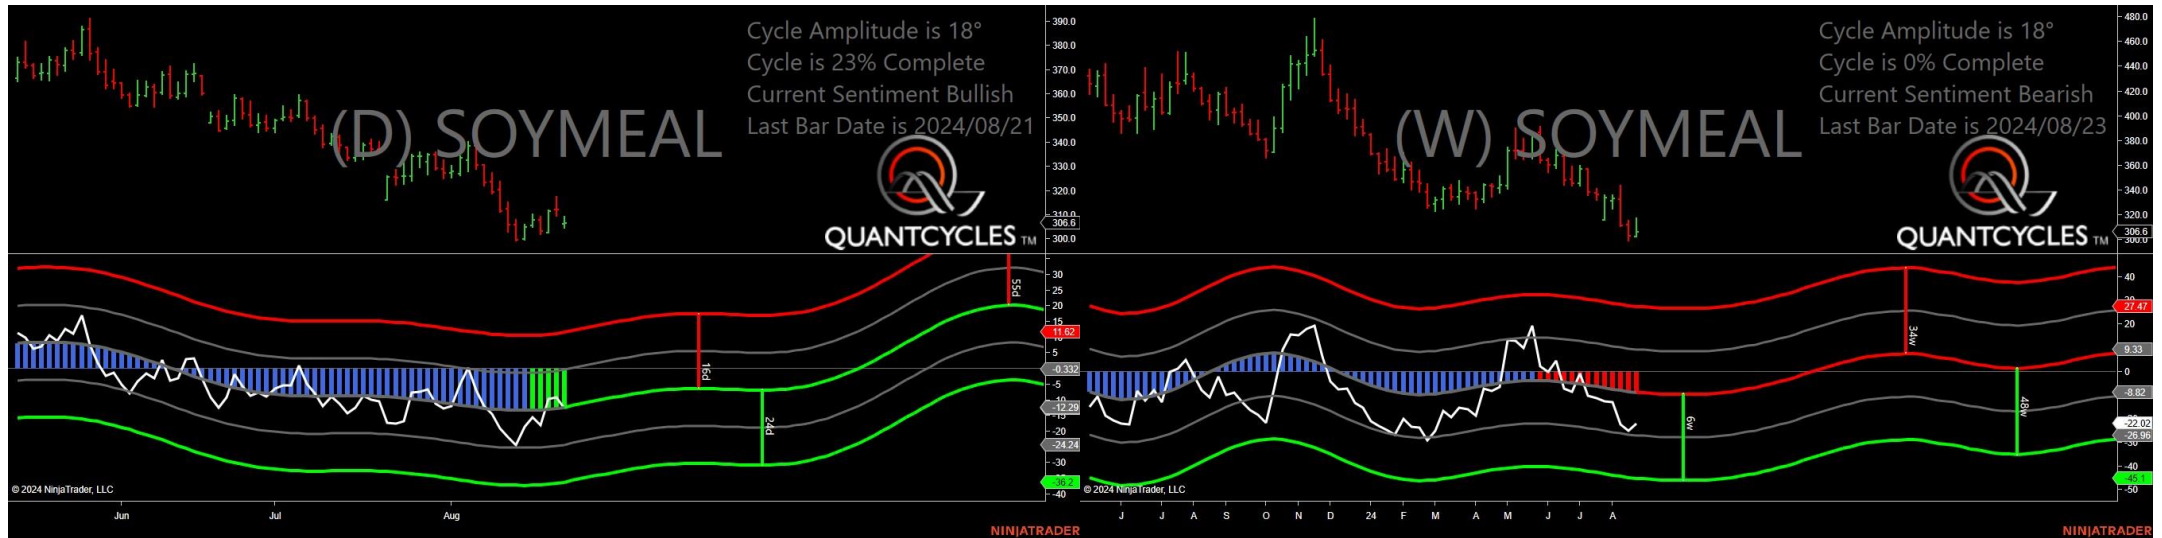 Cycle Amplitude is 18°
Cycle is 23% Complete
Current Sentiment Bullish
Last Bar Date is 2024/08/21
(D) SOYMEAL
QUANTCYCLES TM
390.0
380.0
370.0
360.0
350.0
340.0
330.0
320.0
310.0
306.6
300.0
55d
16d
24d
30
25
20
15
11.62
5
-0.332
-5
-12.29
-20
-24.24
-30
-36.2
-40
© 2024 NinjaTrader, LLC
Jun Jul Aug
NINJATRADER
Cycle Amplitude is 18°
Cycle is 0% Complete
Current Sentiment Bearish
Last Bar Date is 2024/08/23
(W) SOYMEAL
QUANTCYCLES TM
480.0
460.0
440.0
420.0
400.0
380.0
360.0
340.0
320.0
306.6
300.0
34w
6w
48w
40
27.47
20
9.33
0
-8.82
-22.02
-26.96
-40
-45.1
-50
© 2024 NinjaTrader, LLC
J J A S O N D 24 F M A M J J A
NINJATRADER